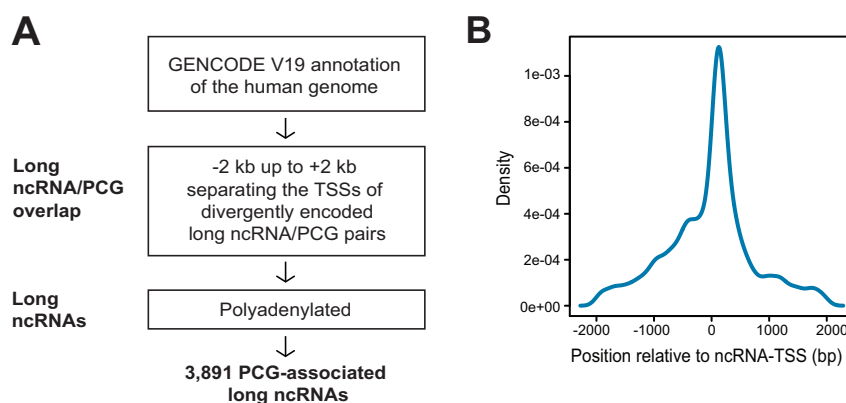 A
GENCODE V19 annotation
of the human genome
Long
ncRNA/PCG
overlap
-2 kb up to +2 kb
separating the TSSs of
divergently encoded
long ncRNA/PCG pairs
Long
ncRNAs
Polyadenylated
3,891 PCG-associated
long ncRNAs
B
Density
1e-03
8e-04
6e-04
4e-04
2e-04
0e+00
-2000 -1000 0 1000 2000
Position relative to ncRNA-TSS (bp)